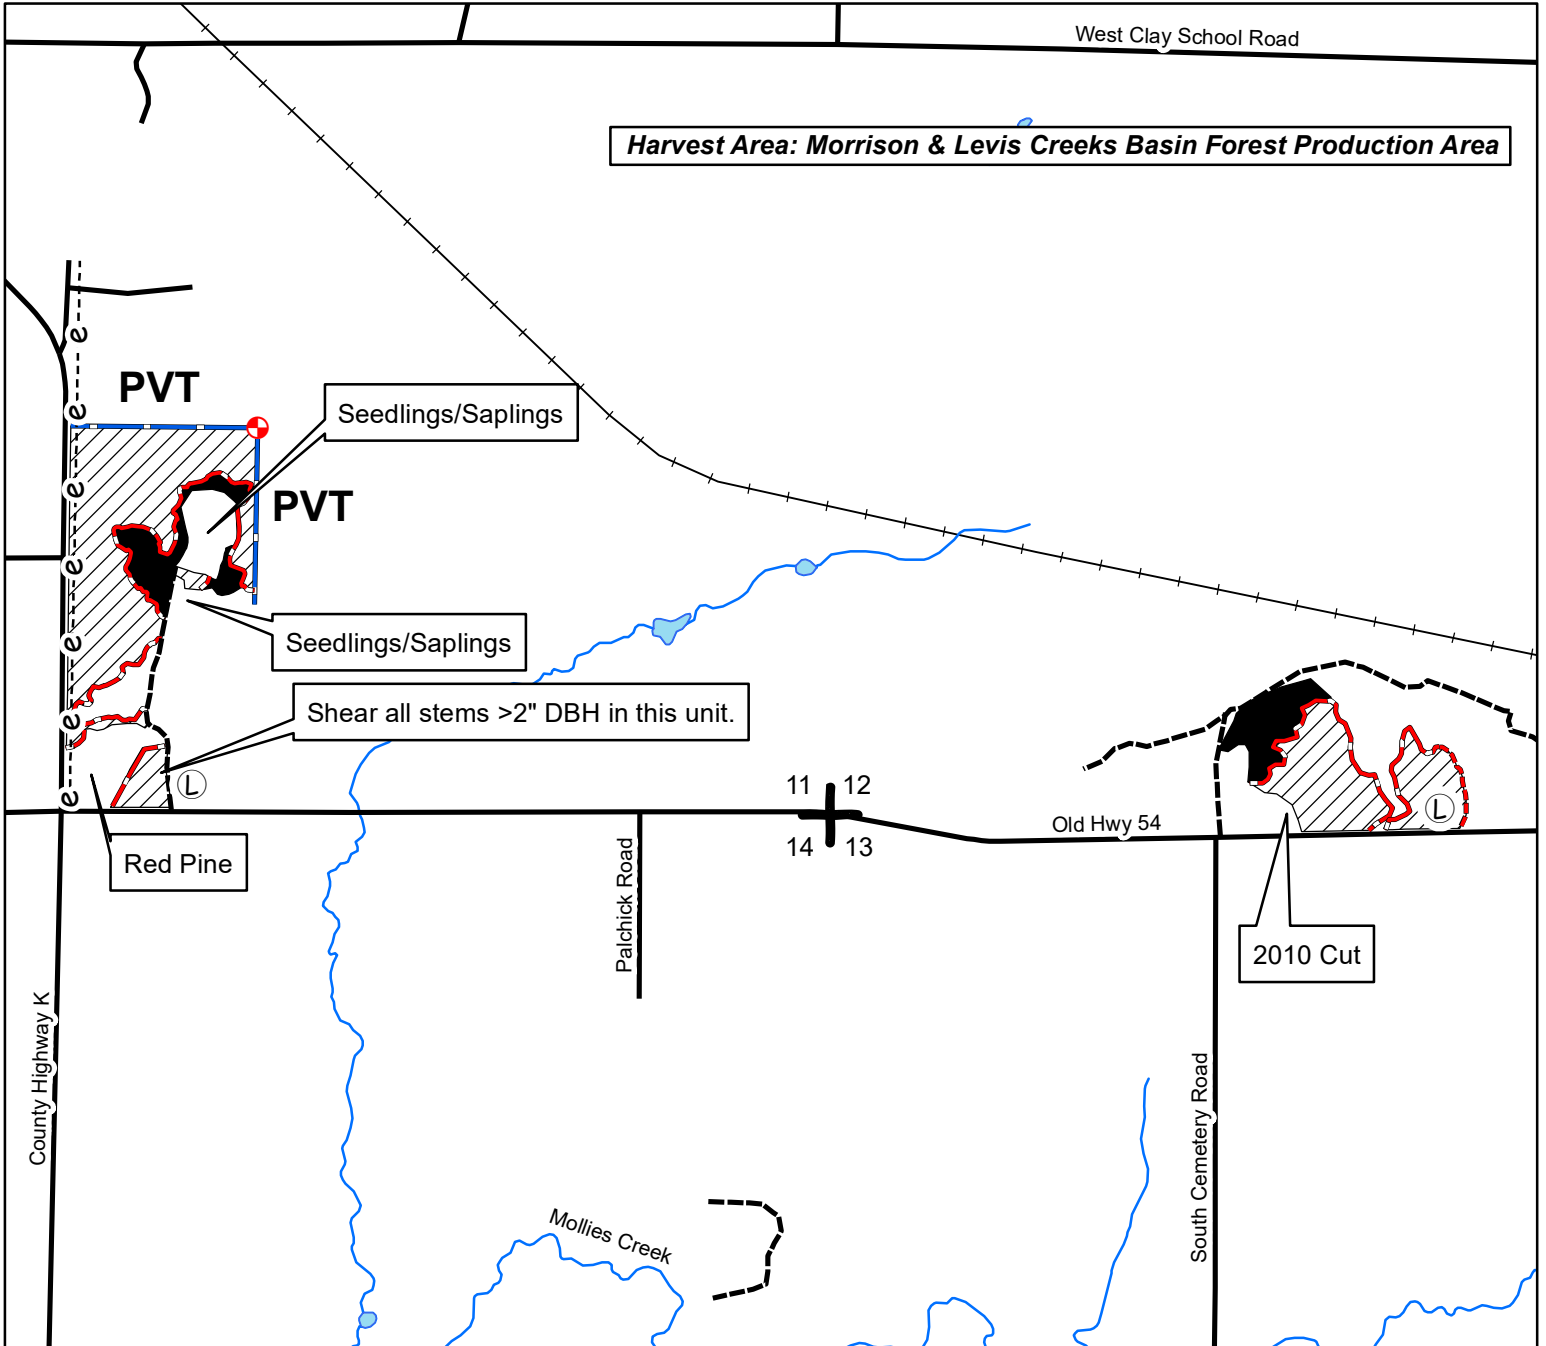 West Clay School Road
Harvest Area: Morrison & Levis Creeks Basin Forest Production Area
e
PVT
Seedlings/Saplings
e
e
PVT
e
Seedlings/Saplings
e
Shear all stems >2" DBH in this unit.
e
L
e
11 12
14 13
Old Hwy 54
L
Red Pine
Palchick Road
2010 Cut
County Highway K
South Cemetery Road
Mollies Creek